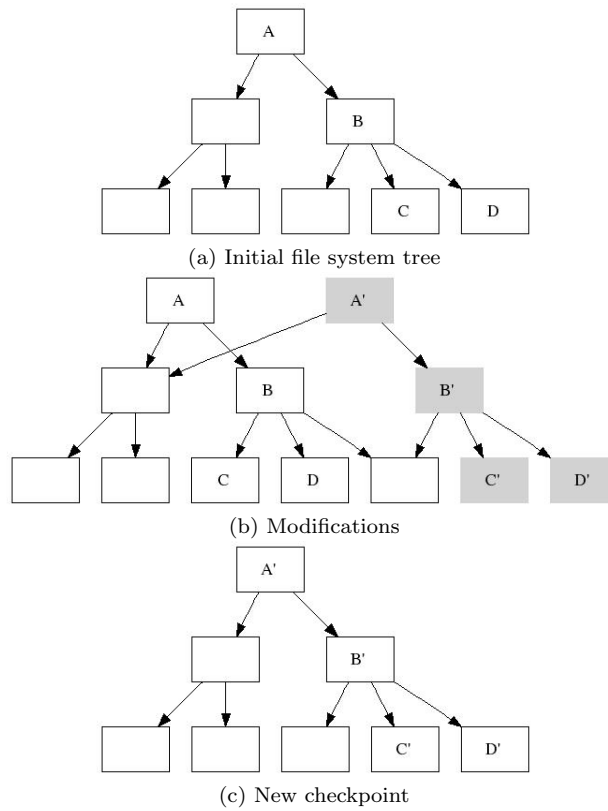 A
B
C D
(a) Initial file system tree
A A'
B B'
C D C' D'
(b) Modifications
A'
B'
C' D'
(c) New checkpoint